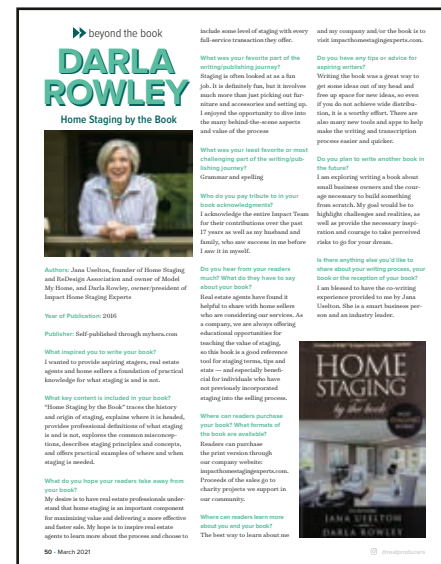 beyond the book
DARLA
ROWLEY
Home Staging by the Book
Authors: Jana Uselton, founder of Home Staging
and ReDesign Association and owner of Model
My Home, and Darla Rowley, owner/president of
Impact Home Staging Experts
Year of Publication: 2016
Publisher: Self-published through myhsra.com
What inspired you to write your book?
I wanted to provide aspiring stagers, real estate
agents and home sellers a foundation of practical
knowledge for what staging is and is not.
What key content is included in your book?
"Home Staging by the Book" traces the history
and origin of staging, explains where it is headed,
provides professional definitions of what staging
is and is not, explores the common misconcep-
tions, describes staging principles and concepts,
and offers practical examples of where and when
staging is needed.
What do you hope your readers take away from
your book?
My desire is to have real estate professionals under-
stand that home staging is an important component
for maximizing value and delivering a more effective
and faster sale. My hope is to inspire real estate
agents to learn more about the process and choose to
include some level of staging with every
full-service transaction they offer.
What was your favorite part of the
writing/publishing journey?
Staging is often looked at as a fun
job. It is definitely fun, but it involves
much more than just picking out fur-
niture and accessories and setting up.
I enjoyed the opportunity to dive into
the many behind-the-scene aspects
and value of the process
What was your least favorite or most
challenging part of the writing/pub-
lishing journey?
Grammar and spelling
Who do you pay tribute to in your
book acknowledgments?
I acknowledge the entire Impact Team
for their contributions over the past
17 years as well as my husband and
family, who saw success in me before
I saw it in myself.
Do you hear from your readers
much? What do they have to say
about your book?
Real estate agents have found it
helpful to share with home sellers
who are considering our services. As
a company, we are always offering
educational opportunities for
teaching the value of staging,
so this book is a good reference
tool for staging terms, tips and
stats — and especially benefi-
cial for individuals who have
not previously incorporated
staging into the selling process.
Where can readers purchase
your book? What formats of
the book are available?
Readers can purchase
the print version through
our company website:
impacthomestagingexperts.com.
Proceeds of the sales go to
charity projects we support in
our community.
Where can readers learn more
about you and your book?
The best way to learn about me
and my company and/or the book is to
visit impacthomestagingexperts.com.
Do you have any tips or advice for
aspiring writers?
Writing the book was a great way to
get some ideas out of my head and
free up space for new ideas, so even
if you do not achieve wide distribu-
tion, it is a worthy effort. There are
also many new tools and apps to help
make the writing and transcription
process easier and quicker.
Do you plan to write another book in
the future?
I am exploring writing a book about
small business owners and the cour-
age necessary to build something
from scratch. My goal would be to
highlight challenges and realities, as
well as provide the necessary inspi-
ration and courage to take perceived
risks to go for your dream.
Is there anything else you'd like to
share about your writing process, your
book or the reception of your book?
I am blessed to have the co-writing
experience provided to me by Jana
Uselton. She is a smart business per-
son and an industry leader.
HOME
STAGING
by the Book
JANA USELTON
DARLA ROWLEY
50 · March 2021
@realproducers